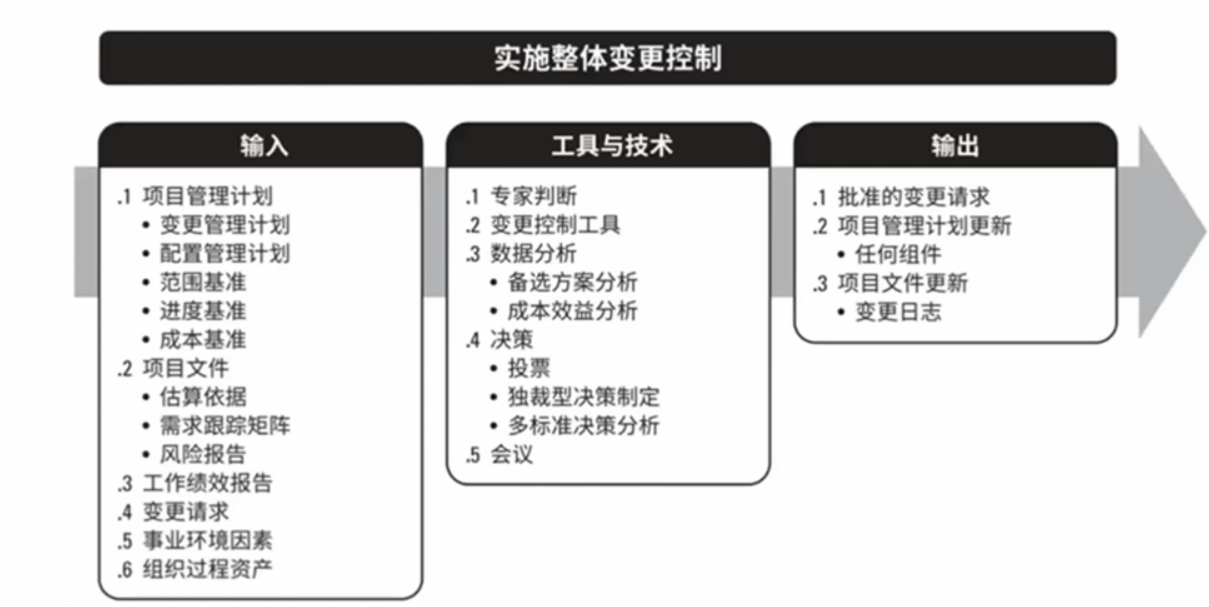 实施整体变更控制
输入
.1 项目管理计划
• 变更管理计划
• 配置管理计划
• 范围基准
• 进度基准
• 成本基准
.2 项目文件
• 估算依据
• 需求跟踪矩阵
• 风险报告
.3 工作绩效报告
.4 变更请求
.5 事业环境因素
.6 组织过程资产
工具与技术
.1 专家判断
.2 变更控制工具
.3 数据分析
• 备选方案分析
• 成本效益分析
.4 决策
• 投票
• 独裁型决策制定
• 多标准决策分析
.5 会议
输出
.1 批准的变更请求
.2 项目管理计划更新
• 任何组件
.3 项目文件更新
• 变更日志